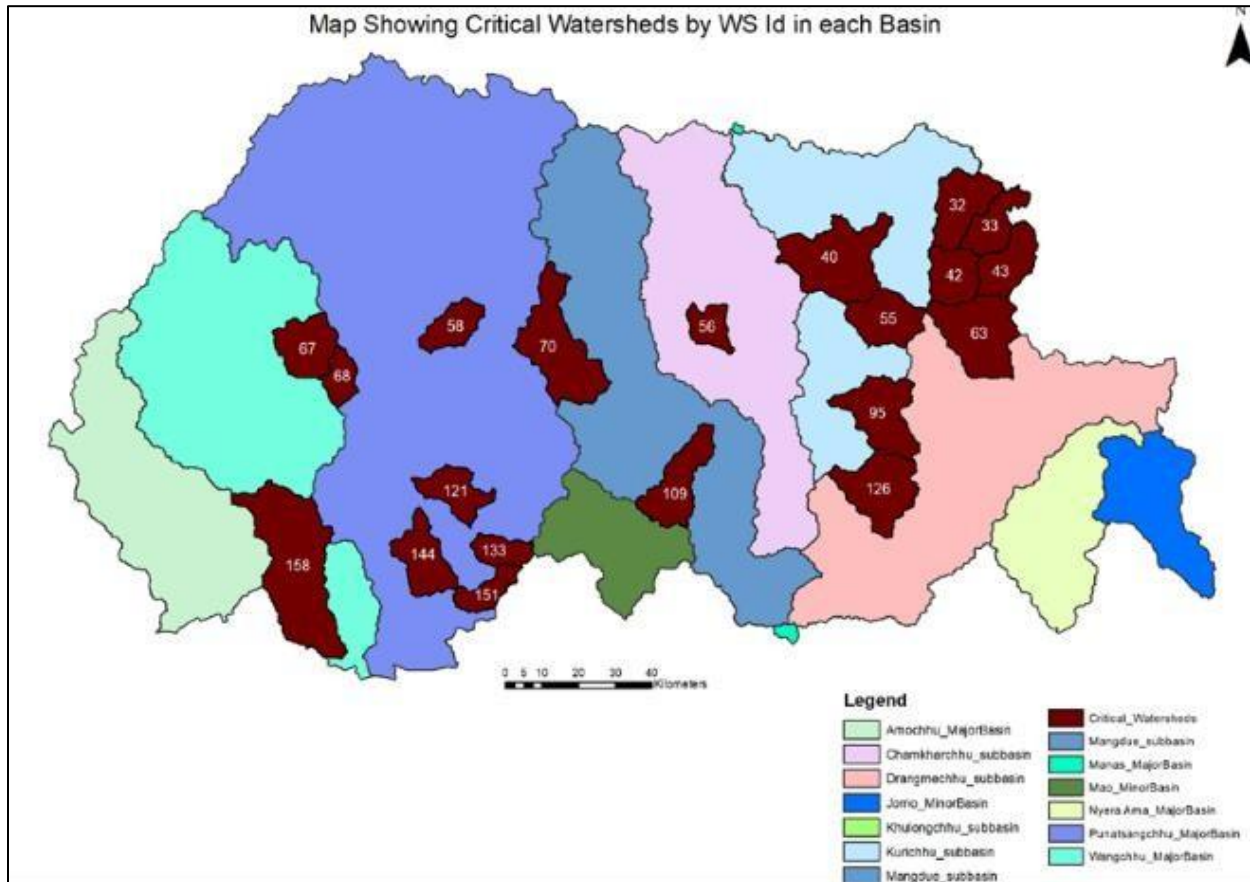 Map Showing Critical Watersheds by WS Id in each Basin
N
32
33
40
42
43
55
58
56
63
67
70
68
95
121
109
126
144
133
158
151
0 5 10 20 30 40
Kilometers
Legend
Amochhu_MajorBasin
Chamkharchhu_subbasin
Drangmechhu_subbasin
Jomo_MinorBasin
Khulongchhu_subbasin
Kurichhu_subbasin
Mangdue_subbasin
Critical_Watersheds
Mangdue_subbasin
Manas_MajorBasin
Mao_MinorBasin
Nyera Ama_MajorBasin
Punatsangchhu_MajorBasin
Wangchhu_MajorBasin